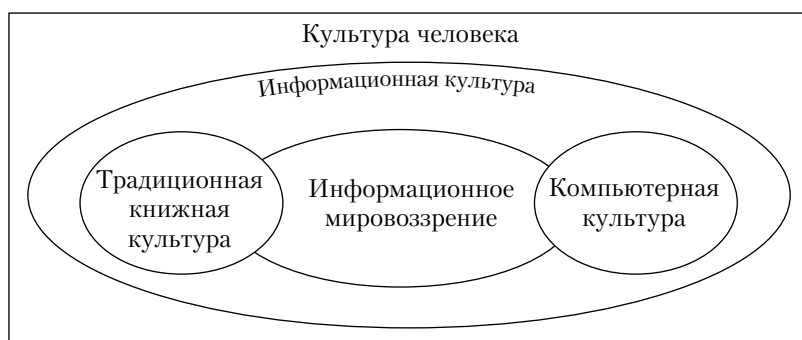 Культура человека
Информационная культура
Традиционная
книжная
культура
Информационное
мировоззрение
Компьютерная
культура